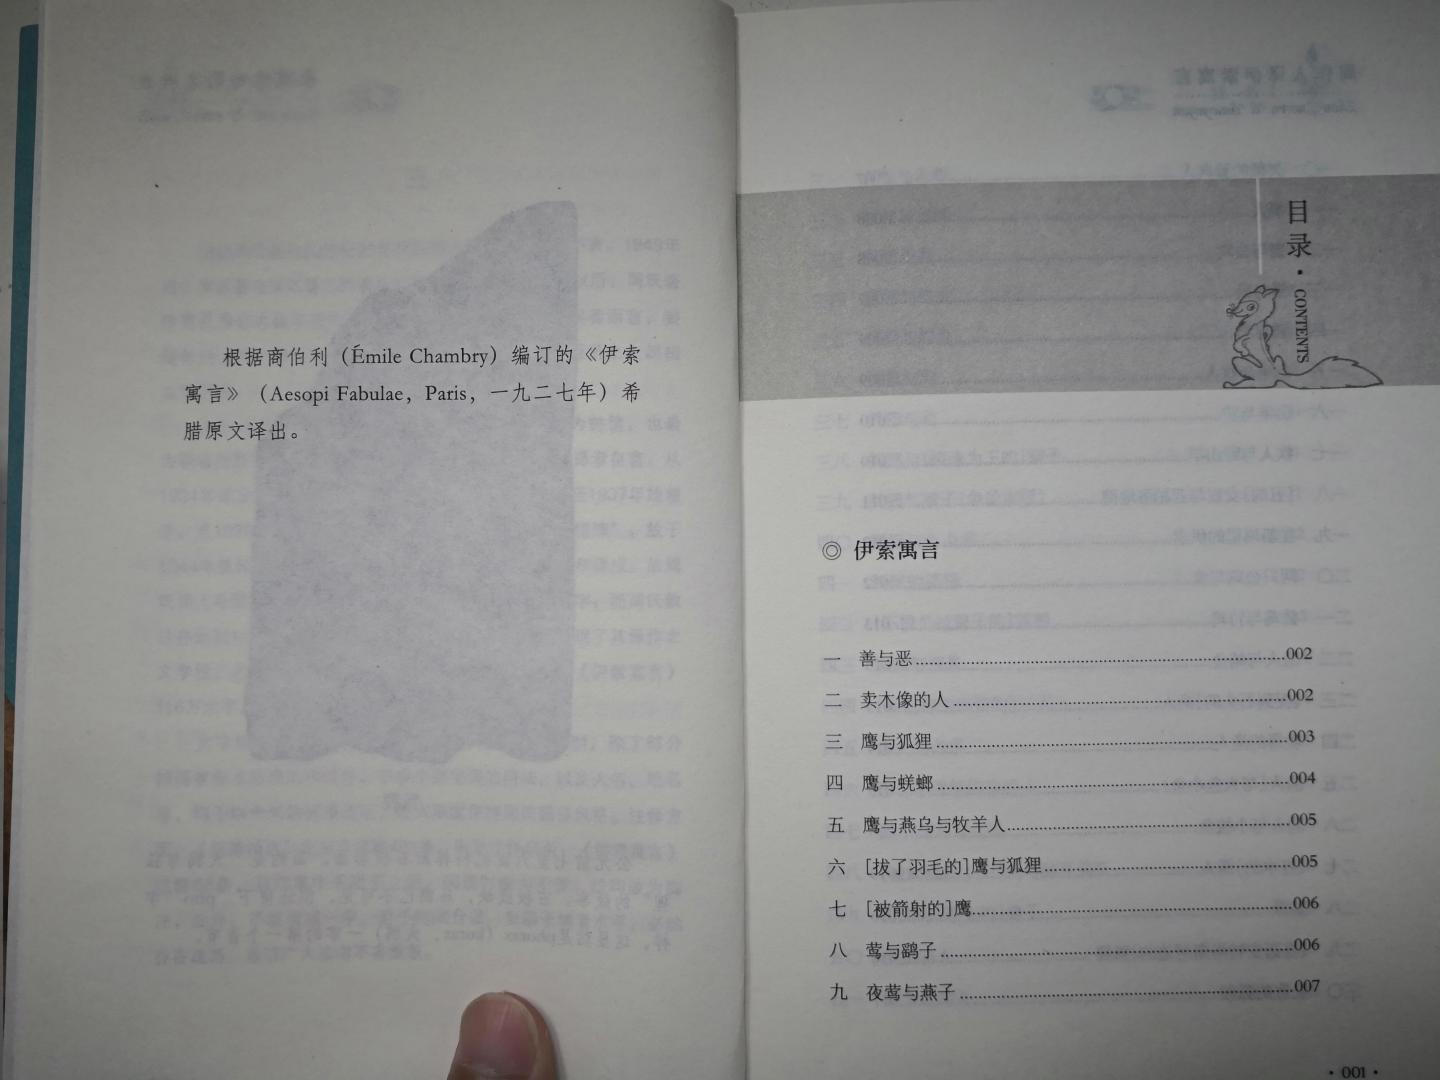 根据商伯利（Émile Chambry）编订的《伊索
寓言》（Aesopi Fabulae，Paris，一九二七年）希
腊原文译出。
目录·CONTENTS
◎ 伊索寓言
一 善与恶 ........ 002
二 卖木像的人 ........ 002
三 鹰与狐狸 ........ 003
四 鹰与蜣螂 ........ 004
五 鹰与燕乌与牧羊人 ........ 005
六 [拔了羽毛的]鹰与狐狸 ........ 005
七 [被箭射的]鹰 ........ 006
八 莺与鹞子 ........ 006
九 夜莺与燕子 ........ 007
· 001 ·